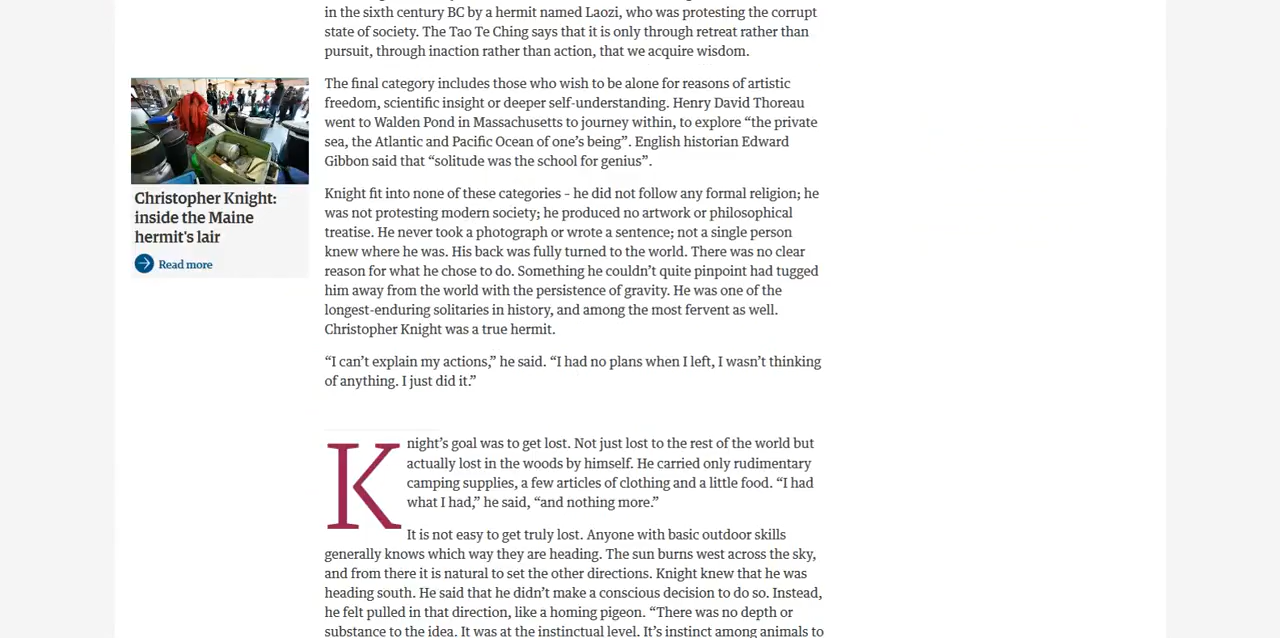 in the sixth century BC by a hermit named Laozi, who was protesting the corrupt
state of society. The Tao Te Ching says that it is only through retreat rather than
pursuit, through inaction rather than action, that we acquire wisdom.
The final category includes those who wish to be alone for reasons of artistic
freedom, scientific insight or deeper self-understanding. Henry David Thoreau
went to Walden Pond in Massachusetts to journey within, to explore “the private
sea, the Atlantic and Pacific Ocean of one’s being”. English historian Edward
Gibbon said that “solitude was the school for genius”.
Christopher Knight:
inside the Maine
hermit's lair
Read more
Knight fit into none of these categories – he did not follow any formal religion; he
was not protesting modern society; he produced no artwork or philosophical
treatise. He never took a photograph or wrote a sentence; not a single person
knew where he was. His back was fully turned to the world. There was no clear
reason for what he chose to do. Something he couldn’t quite pinpoint had tugged
him away from the world with the persistence of gravity. He was one of the
longest-enduring solitaries in history, and among the most fervent as well.
Christopher Knight was a true hermit.
“I can’t explain my actions,” he said. “I had no plans when I left, I wasn’t thinking
of anything. I just did it.”
Knight’s goal was to get lost. Not just lost to the rest of the world but
actually lost in the woods by himself. He carried only rudimentary
camping supplies, a few articles of clothing and a little food. “I had
what I had,” he said, “and nothing more.”
It is not easy to get truly lost. Anyone with basic outdoor skills
generally knows which way they are heading. The sun burns west across the sky,
and from there it is natural to set the other directions. Knight knew that he was
heading south. He said that he didn’t make a conscious decision to do so. Instead,
he felt pulled in that direction, like a homing pigeon. “There was no depth or
substance to the idea. It was at the instinctual level. It’s instinct among animals to